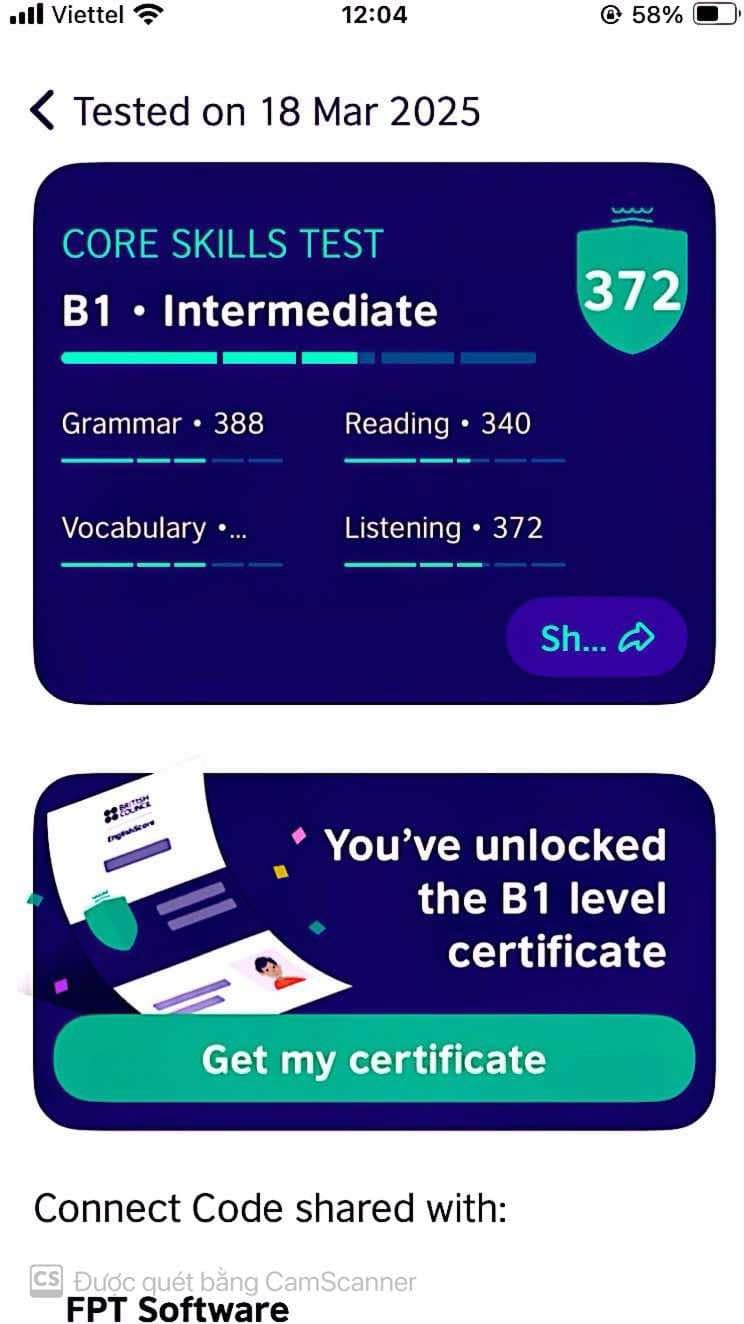 Viettel 12:04 58%
Tested on 18 Mar 2025
CORE SKILLS TEST
B1 • Intermediate
372
Grammar • 388 Reading • 340
Vocabulary •... Listening • 372
Sh...
BRITISH
COUNCIL
EnglishScore
You’ve unlocked
the B1 level
certificate
Get my certificate
Connect Code shared with:
CS Được quét bằng CamScanner
FPT Software